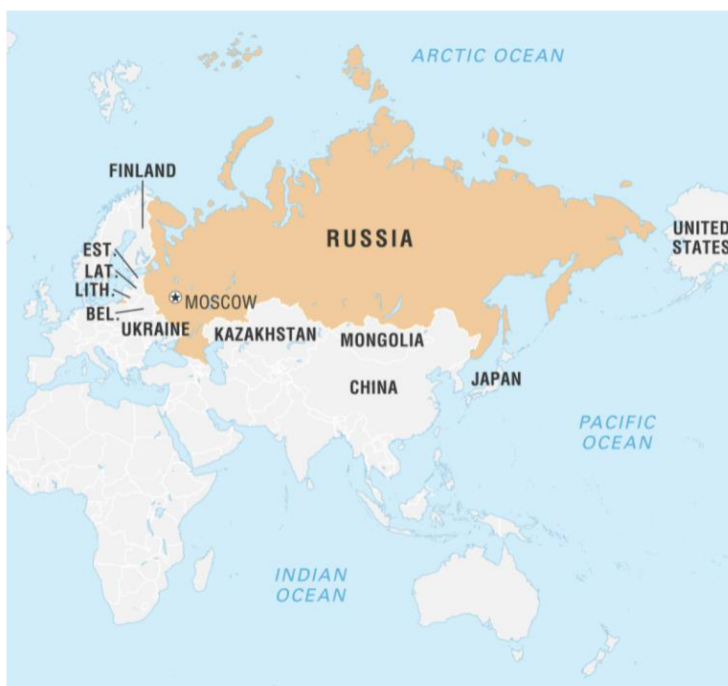 ARCTIC OCEAN
FINLAND
RUSSIA
UNITED
STATES
EST.
LAT.
LITH.
BEL.
MOSCOW
UKRAINE
KAZAKHSTAN
MONGOLIA
CHINA
JAPAN
PACIFIC
OCEAN
INDIAN
OCEAN